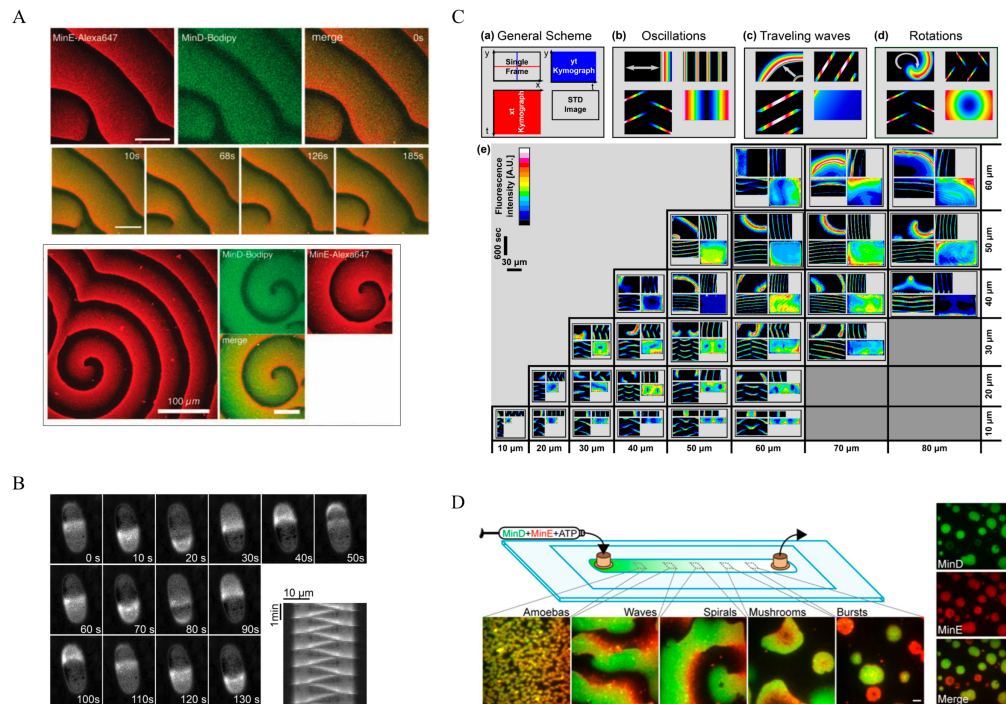 A
MinE-Alexa647
MinD-Bodipy
merge
0s
10s
68s
126s
185s
100 µm
MinD-Bodipy
MinE-Alexa647
merge
B
0 s
10 s
20 s
30s
40s
50s
60 s
70 s
80 s
90s
100s
110s
120 s
130 s
10 µm
1min
C
(a) General Scheme
(b) Oscillations
(c) Traveling waves
(d) Rotations
y
Single
Frame
x
y
yt
Kymograph
t
xt
Kymograph
t
STD
Image
(e)
Fluorescence
intensity [A.U.]
600 sec
30 µm
60 µm
50 µm
40 µm
30 µm
20 µm
10 µm
10 µm
20 µm
30 µm
40 µm
50 µm
60 µm
70 µm
80 µm
D
MinD+MinE+ATP
Amoebas
Waves
Spirals
Mushrooms
Bursts
MinD
MinE
Merge